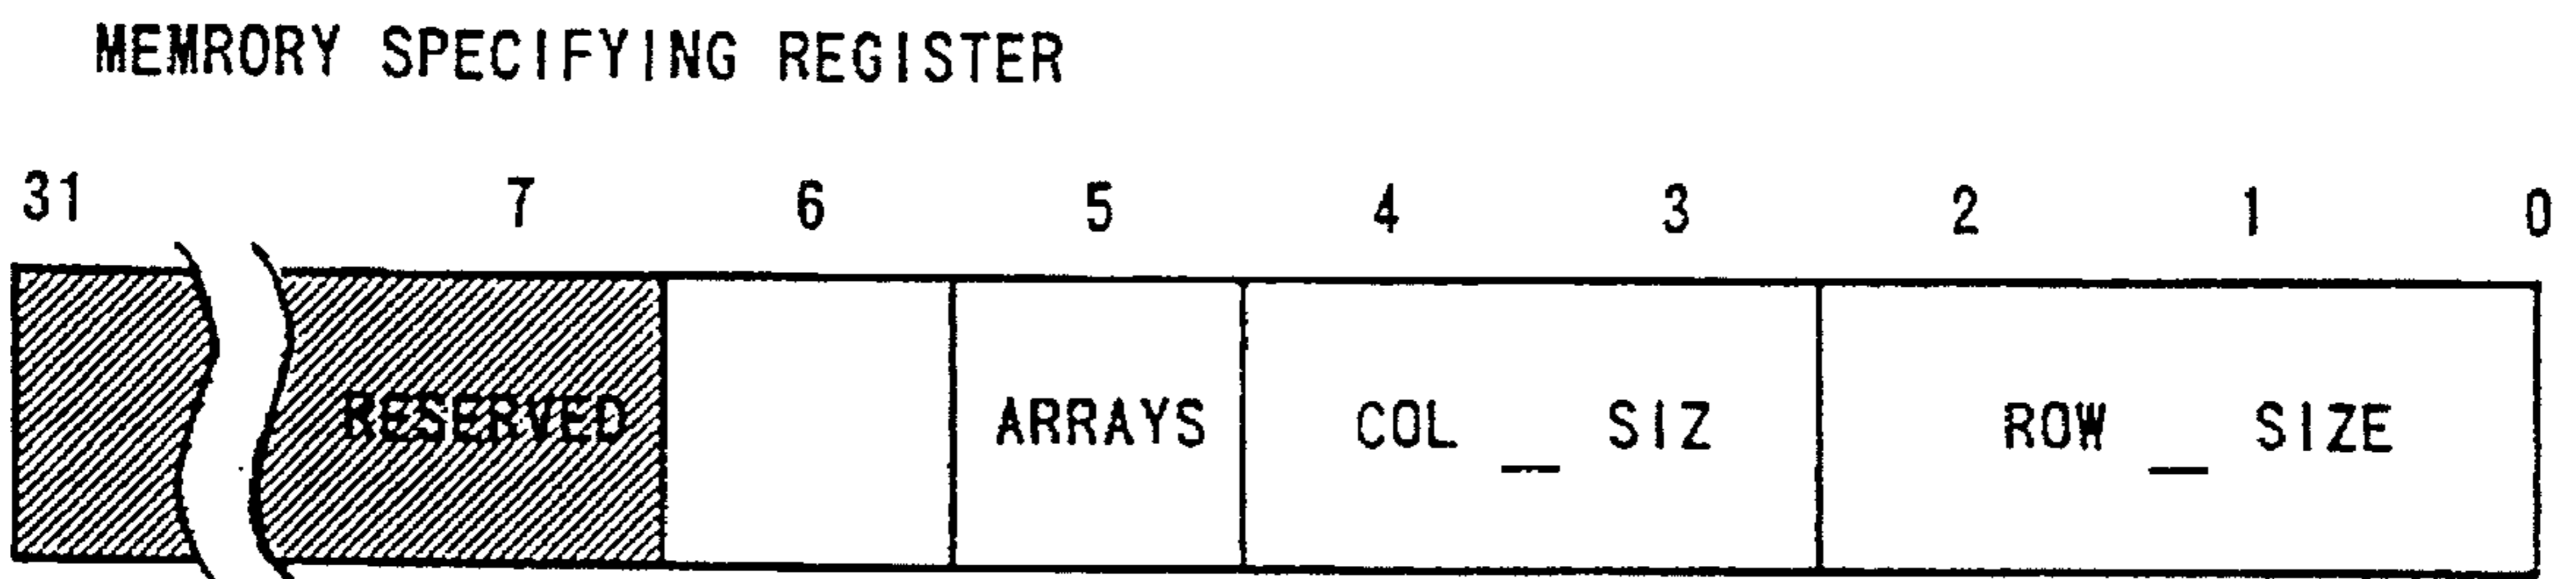 MEMRORY SPECIFYING REGISTER
31 7 6 5 4 3 2 1 0
RESERVED ARRAYS COL _ SIZ ROW _ SIZE